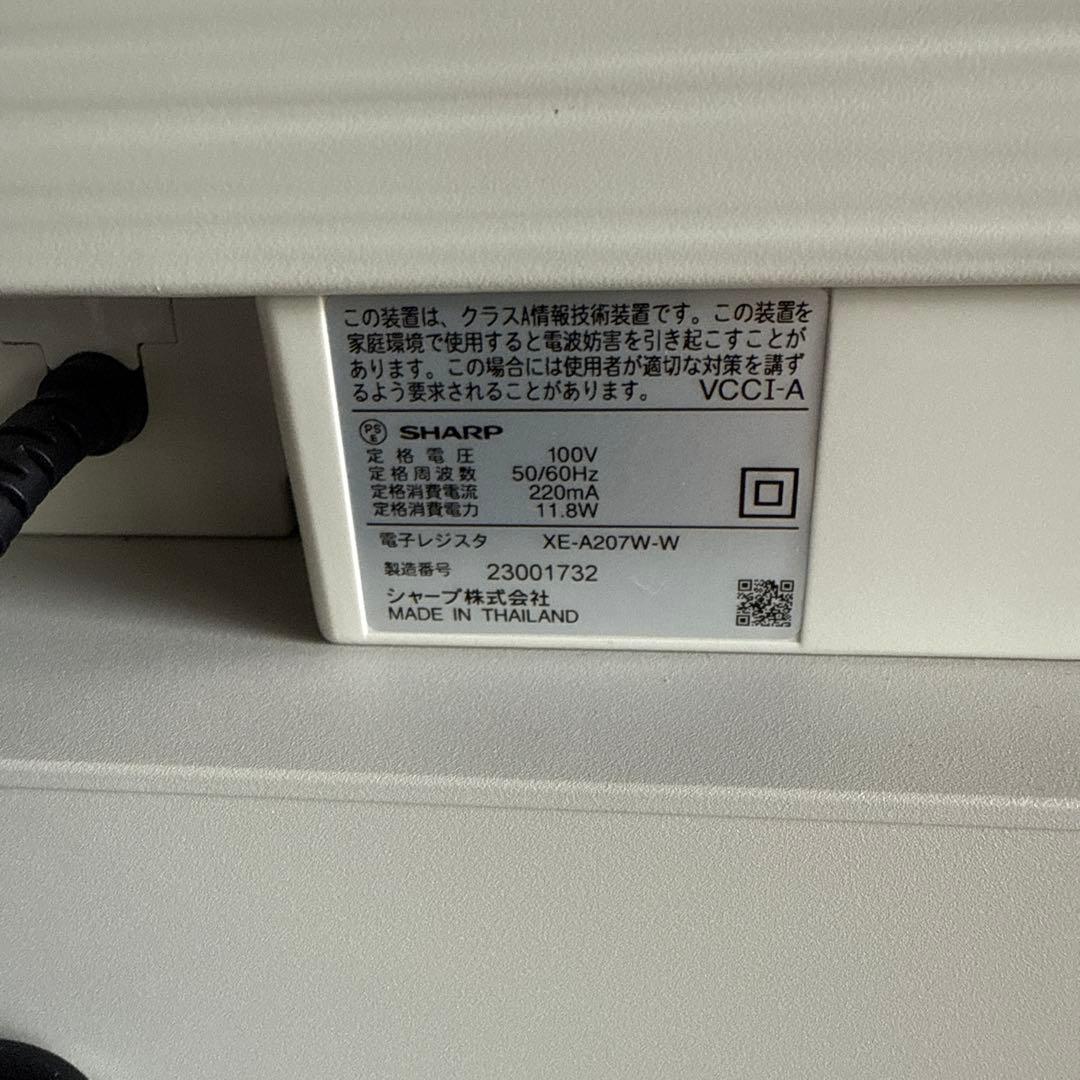 この装置は、クラスA情報技術装置です。この装置を
家庭環境で使用すると電波妨害を引き起こすことが
あります。この場合には使用者が適切な対策を講ず
るよう要求されることがあります。 VCCI-A
PS E SHARP
定格電圧 100V
定格周波数 50/60Hz
定格消費電流 220mA
定格消費電力 11.8W
電子レジスタ XE-A207W-W
製造番号 23001732
シャープ株式会社
MADE IN THAILAND